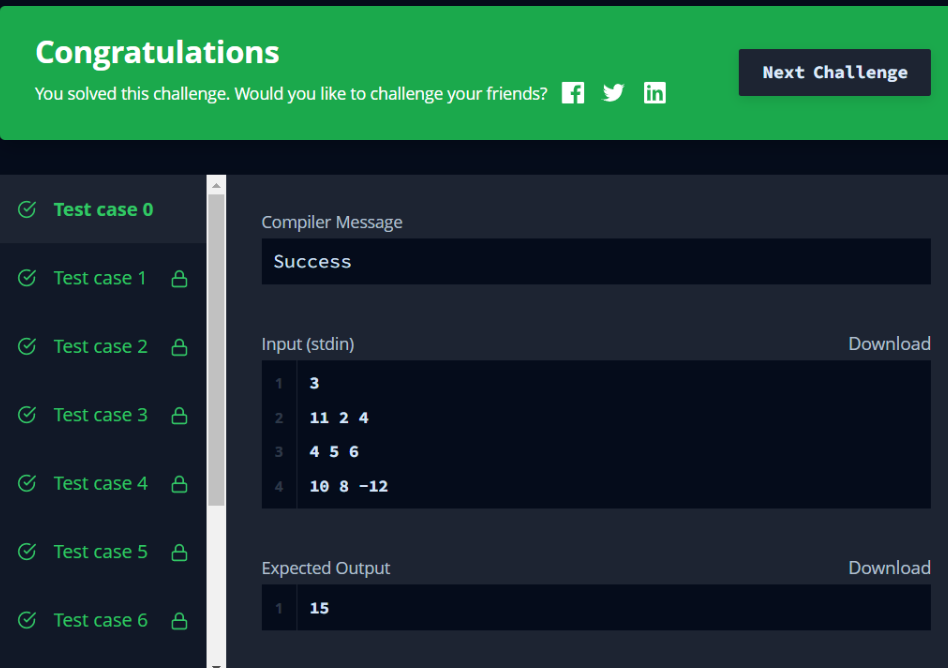 Congratulations
You solved this challenge. Would you like to challenge your friends?
Next Challenge
Test case 0
Test case 1
Test case 2
Test case 3
Test case 4
Test case 5
Test case 6
Compiler Message
Success
Input (stdin)
Download
1 3
2 11 2 4
3 4 5 6
4 10 8 -12
Expected Output
Download
1 15